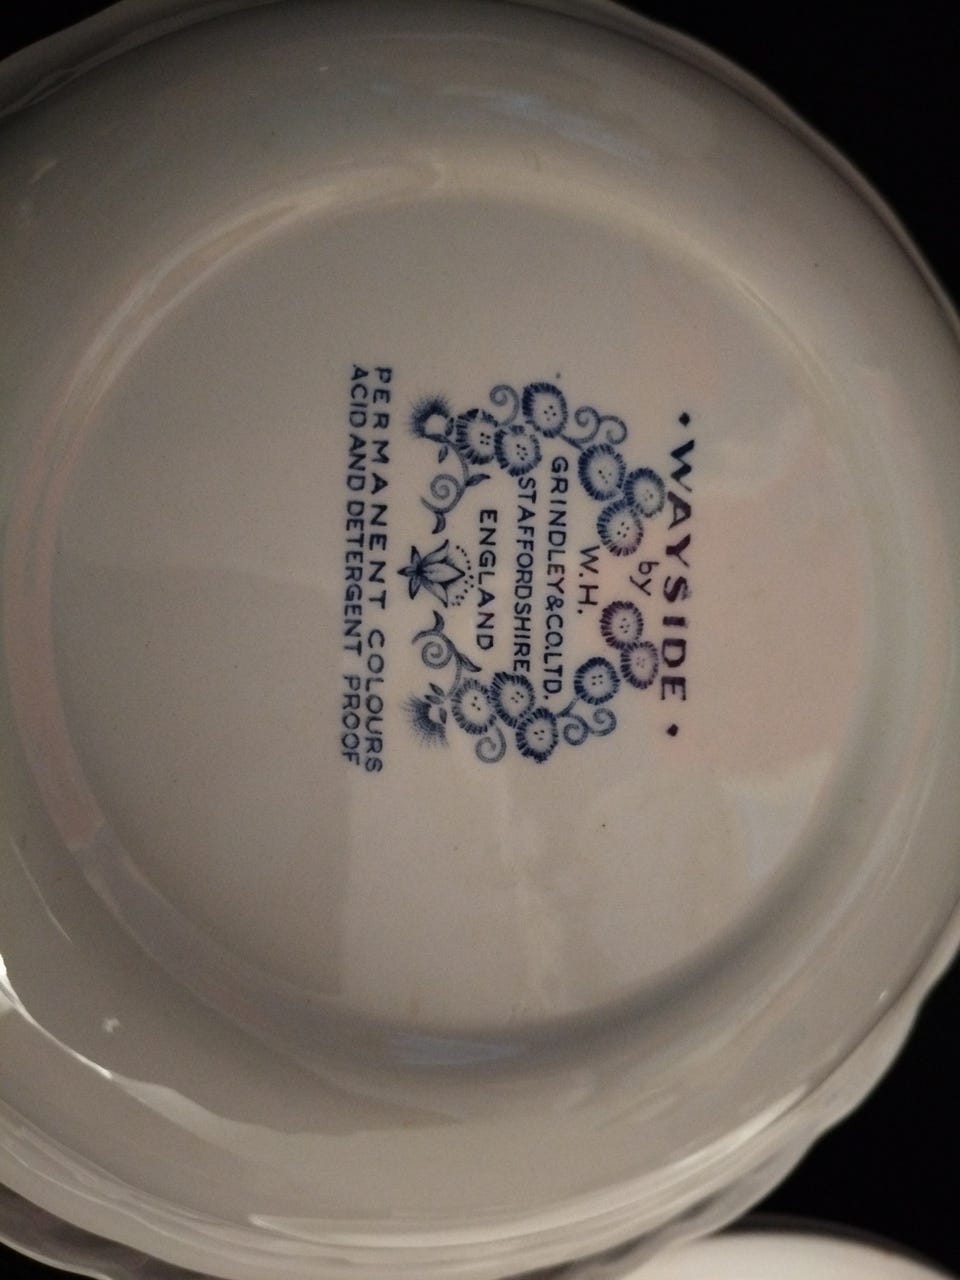 • WAYSIDE •
by
W.H.
GRINDLEY & CO. LTD.
STAFFORDSHIRE,
ENGLAND
PERMANENT COLOURS
ACID AND DETERGENT PROOF